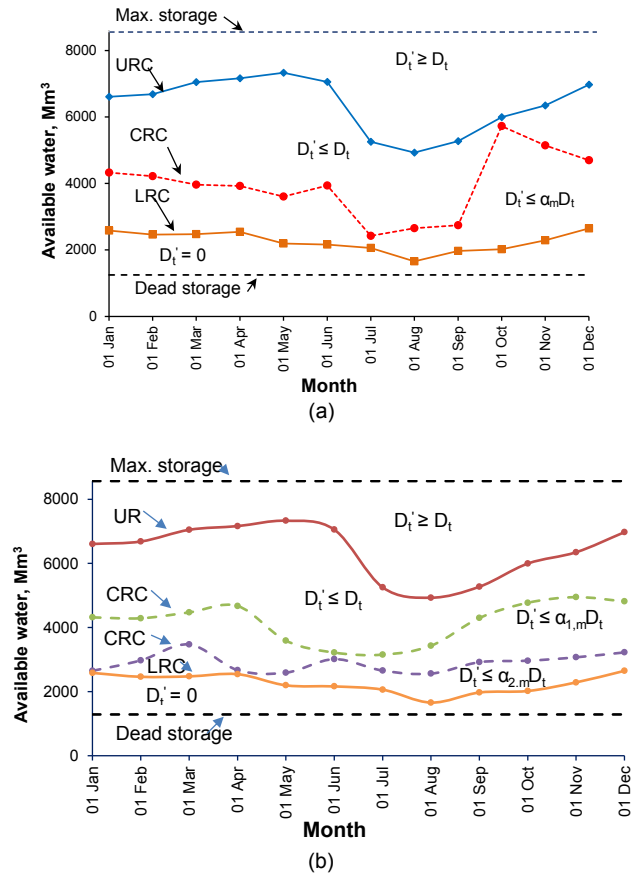 Max. storage
8000
6000
4000
2000
0
Available water, Mm³
URC
CRC
LRC
Dₜ' ≥ Dₜ
Dₜ' ≤ Dₜ
Dₜ' ≤ αₘDₜ
Dₜ' = 0
Dead storage
01 Jan
01 Feb
01 Mar
01 Apr
01 May
01 Jun
01 Jul
01 Aug
01 Sep
01 Oct
01 Nov
01 Dec
Month
(a)
Max. storage
8000
6000
4000
2000
0
Available water, Mm³
UR
CRC
CRC
LRC
Dₜ' ≥ Dₜ
Dₜ' ≤ Dₜ
Dₜ' ≤ α₁,ₘDₜ
Dₜ' ≤ α₂.ₘDₜ
Dₜ' = 0
Dead storage
01 Jan
01 Feb
01 Mar
01 Apr
01 May
01 Jun
01 Jul
01 Aug
01 Sep
01 Oct
01 Nov
01 Dec
Month
(b)